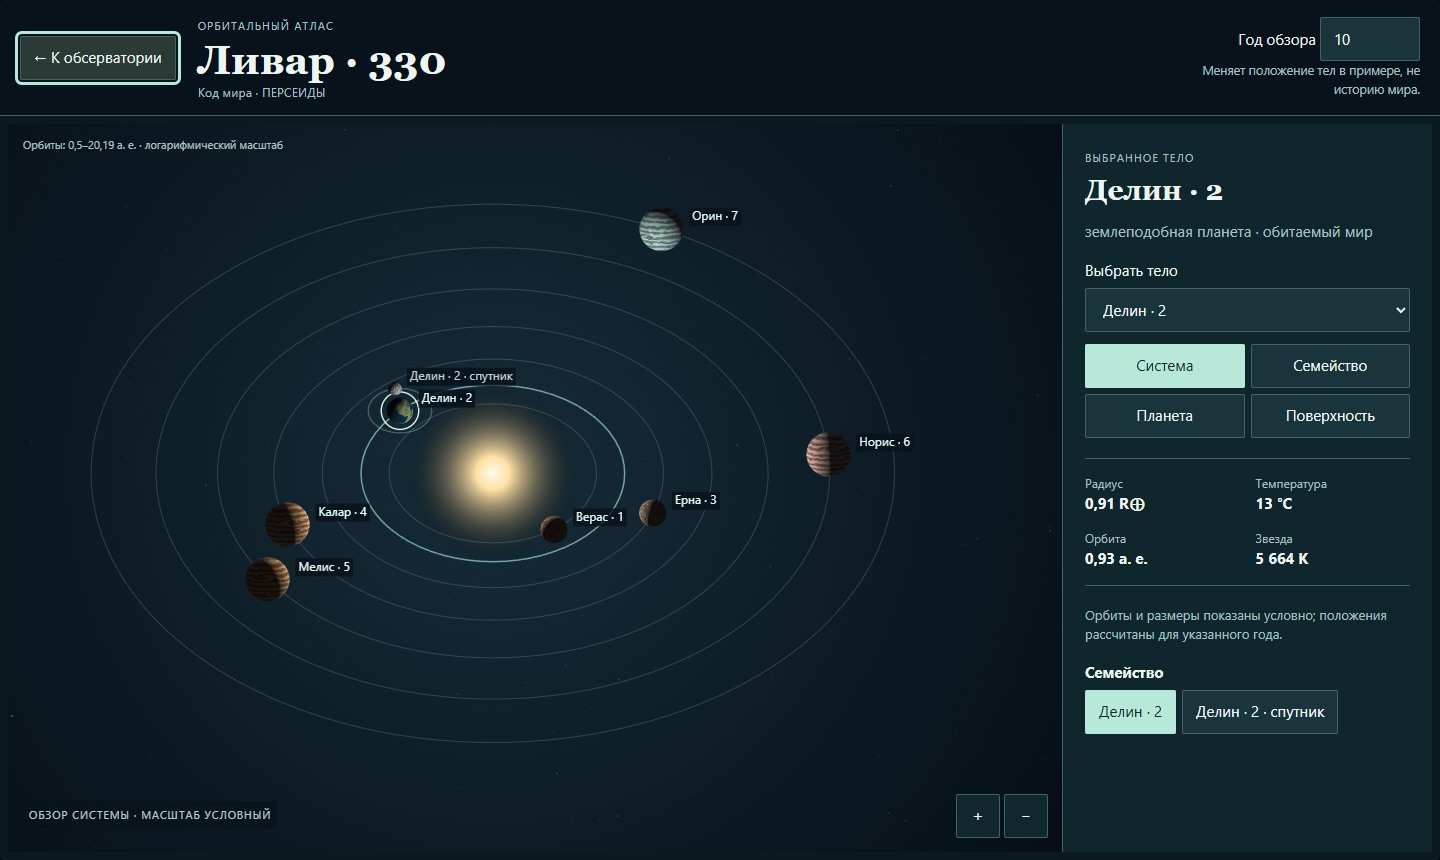 ← К обсерватории
ОРБИТАЛЬНЫЙ АТЛАС
Ливар · 330
Код мира · ПЕРСЕИДЫ
Год обзора
10
Меняет положение тел в примере, не
историю мира.
Орбиты: 0,5–20,19 а. е. · логарифмический масштаб
Орин · 7
Делин · 2 · спутник
Делин · 2
Норис · 6
Ерна · 3
Калар · 4
Верас · 1
Мелис · 5
ОБЗОР СИСТЕМЫ · МАСШТАБ УСЛОВНЫЙ
+
−
ВЫБРАННОЕ ТЕЛО
Делин · 2
землеподобная планета · обитаемый мир
Выбрать тело
Делин · 2
Система
Семейство
Планета
Поверхность
Радиус
Температура
0,91 R⊕
13 °C
Орбита
Звезда
0,93 а. е.
5 664 K
Орбиты и размеры показаны условно; положения
рассчитаны для указанного года.
Семейство
Делин · 2
Делин · 2 · спутник